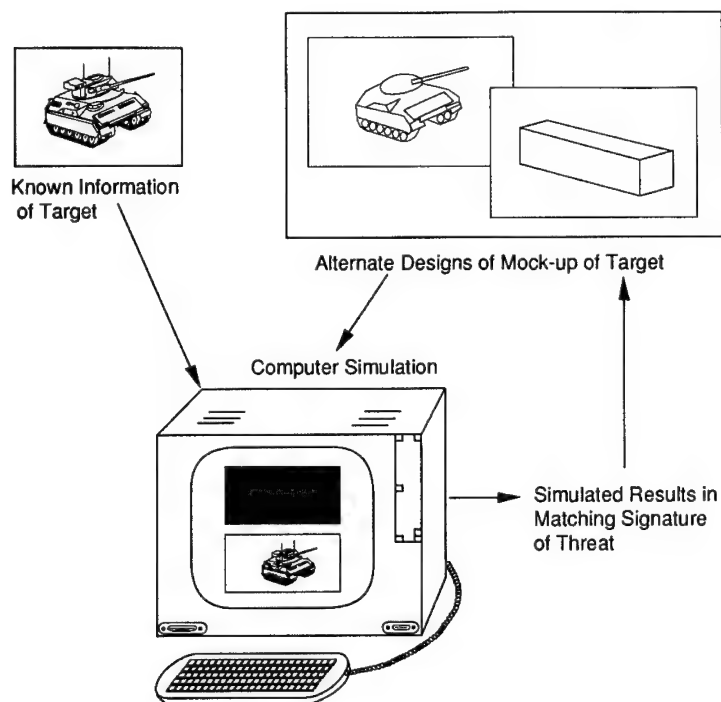 Known Information
of Target
Alternate Designs of Mock-up of Target
Computer Simulation
Simulated Results in
Matching Signature
of Threat